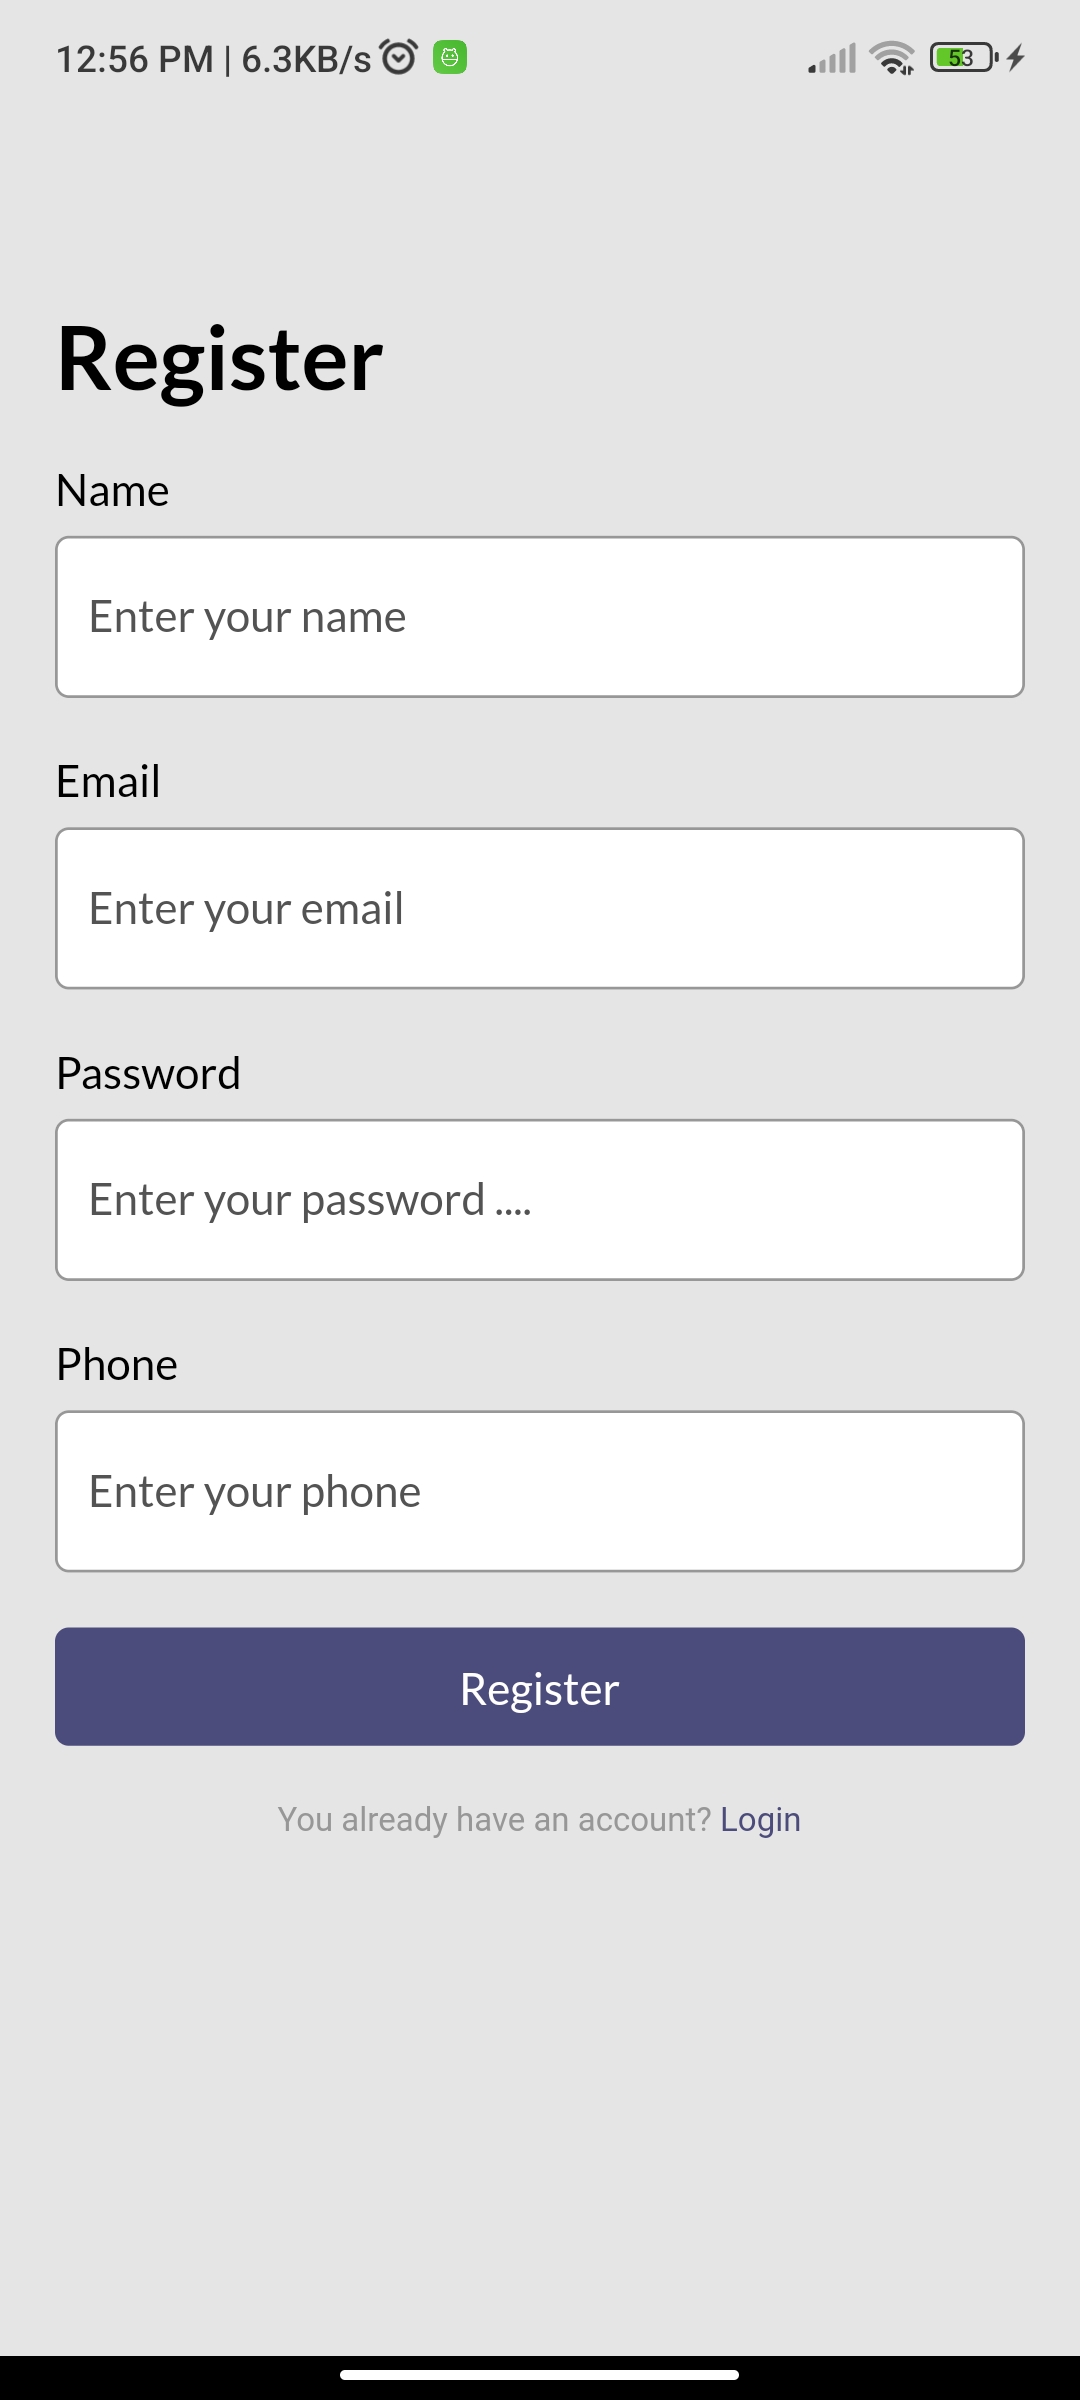 12:56 PM | 6.3KB/s
53
Register
Name
Enter your name
Email
Enter your email
Password
Enter your password ....
Phone
Enter your phone
Register
You already have an account? Login